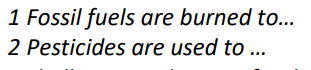 1 Fossil fuels are burned to…
2 Pesticides are used to …